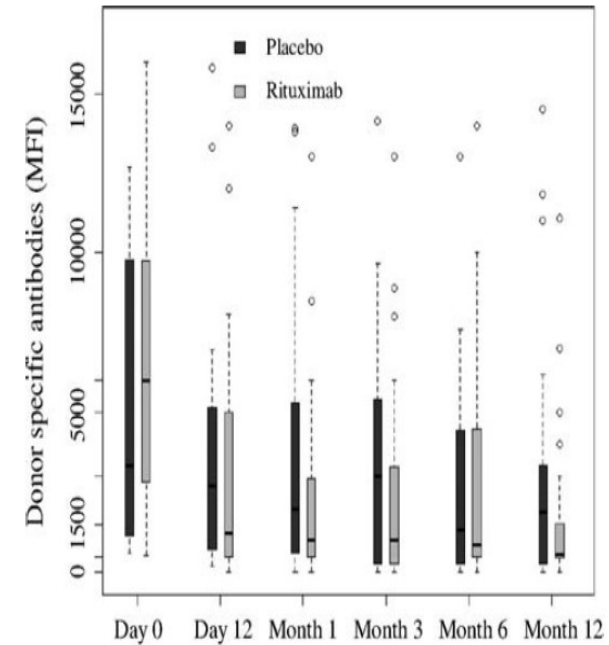 Placebo
Rituximab
Donor specific antibodies (MFI)
15000
10000
5000
1500
0
Day 0 Day 12 Month 1 Month 3 Month 6 Month 12